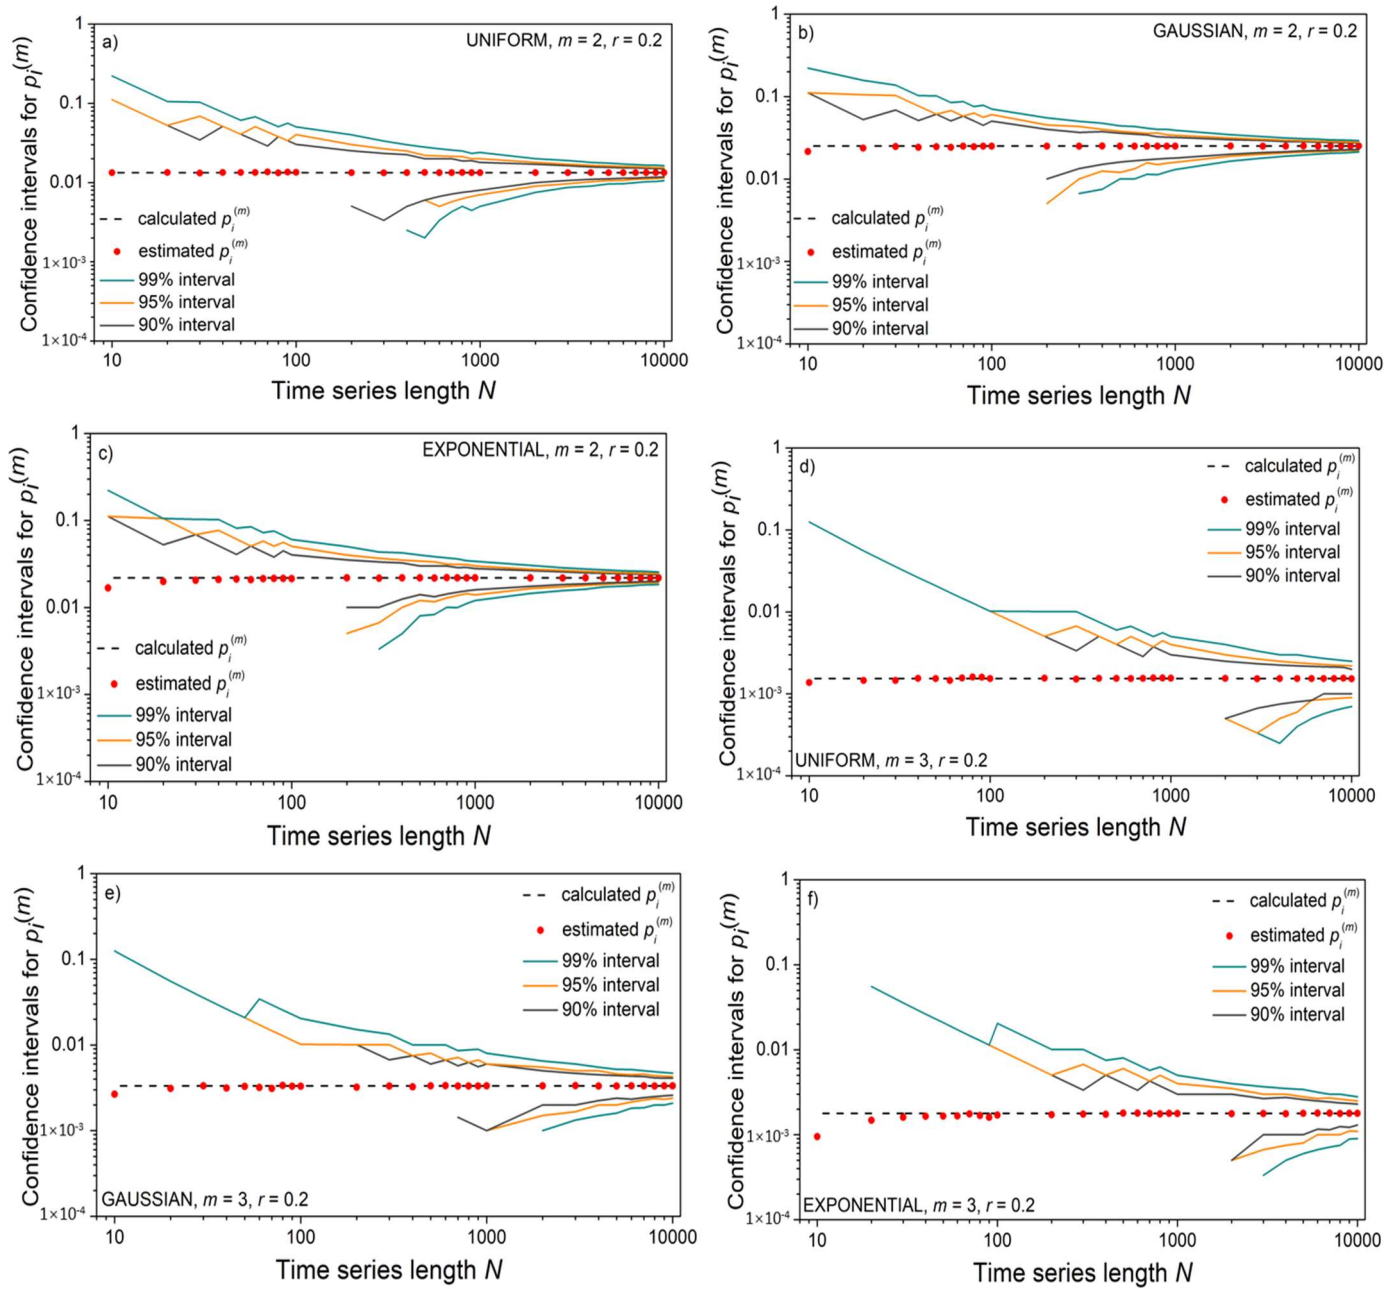 a)
UNIFORM, m = 2, r = 0.2
Confidence intervals for p_i^(m)
1
0.1
0.01
1×10^-3
1×10^-4
calculated p_i^(m)
estimated p_i^(m)
99% interval
95% interval
90% interval
10 100 1000 10000
Time series length N
b)
GAUSSIAN, m = 2, r = 0.2
Confidence intervals for p_i^(m)
1
0.1
0.01
1×10^-3
1×10^-4
calculated p_i^(m)
estimated p_i^(m)
99% interval
95% interval
90% interval
10 100 1000 10000
Time series length N
c)
EXPONENTIAL, m = 2, r = 0.2
Confidence intervals for p_i^(m)
1
0.1
0.01
1×10^-3
1×10^-4
calculated p_i^(m)
estimated p_i^(m)
99% interval
95% interval
90% interval
10 100 1000 10000
Time series length N
d)
Confidence intervals for p_i^(m)
1
0.1
0.01
1×10^-3
1×10^-4
calculated p_i^(m)
estimated p_i^(m)
99% interval
95% interval
90% interval
UNIFORM, m = 3, r = 0.2
10 100 1000 10000
Time series length N
e)
Confidence intervals for p_i^(m)
1
0.1
0.01
1×10^-3
1×10^-4
calculated p_i^(m)
estimated p_i^(m)
99% interval
95% interval
90% interval
GAUSSIAN, m = 3, r = 0.2
10 100 1000 10000
Time series length N
f)
Confidence intervals for p_i^(m)
1
0.1
0.01
1×10^-3
1×10^-4
calculated p_i^(m)
estimated p_i^(m)
99% interval
95% interval
90% interval
EXPONENTIAL, m = 3, r = 0.2
10 100 1000 10000
Time series length N